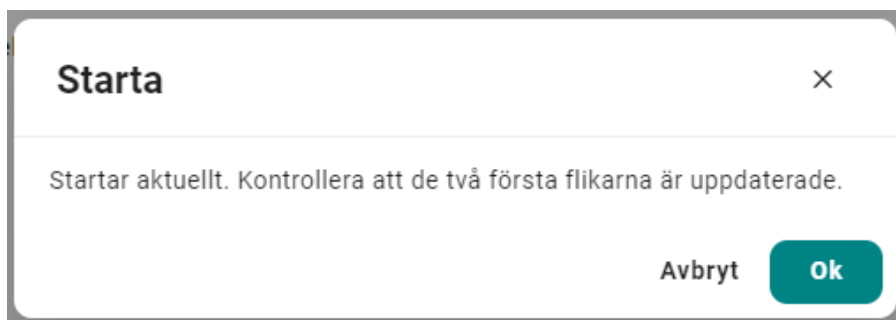 Starta
Startar aktuellt. Kontrollera att de två första flikarna är uppdaterade.
Avbryt
Ok